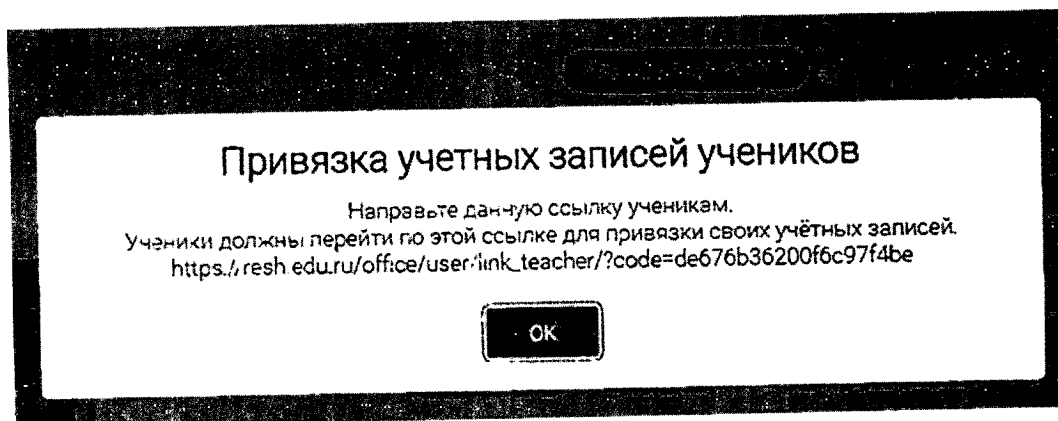 Привязка учетных записей учеников
Направьте данную ссылку ученикам.
Ученики должны перейти по этой ссылке для привязки своих учётных записей.
https://resh.edu.ru/office/user/link_teacher/?code=de676b36200f6c97f4be
OK